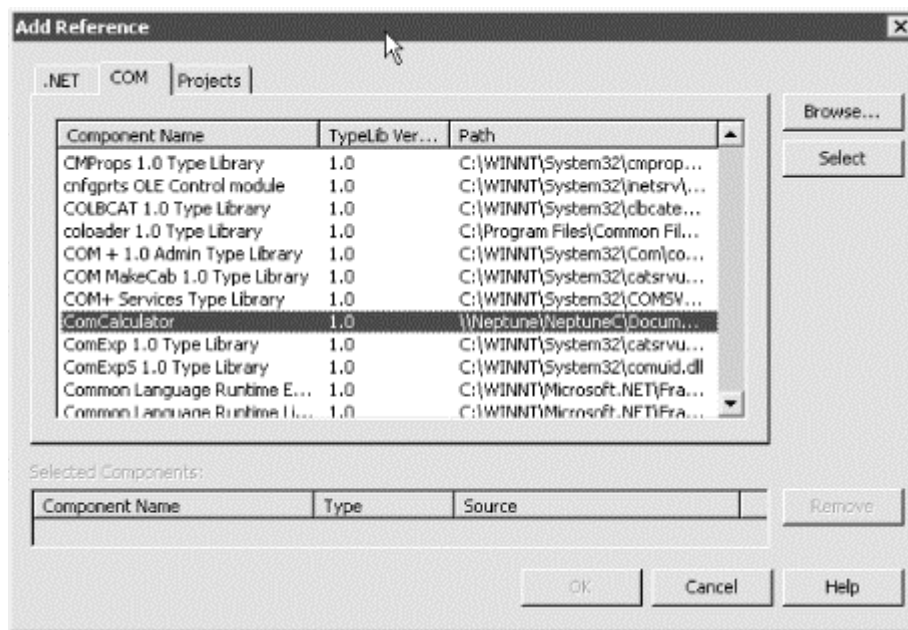 Add Reference
.NET COM Projects
Browse...
Select
Component Name TypeLib Ver... Path
CMProps 1.0 Type Library 1.0 C:\WINNT\System32\cmprop...
cnfgprts OLE Control module 1.0 C:\WINNT\System32\inetsrv\...
COLBCAT 1.0 Type Library 1.0 C:\WINNT\System32\clbcate...
coloader 1.0 Type Library 1.0 C:\Program Files\Common Fil...
COM + 1.0 Admin Type Library 1.0 C:\WINNT\System32\Com\co...
COM MakeCab 1.0 Type Library 1.0 C:\WINNT\System32\catsrvu...
COM+ Services Type Library 1.0 C:\WINNT\System32\COMSV...
ComCalculator 1.0 \\Neptune\NeptuneC\Docum...
ComExp 1.0 Type Library 1.0 C:\WINNT\System32\catsrvu...
ComExpS 1.0 Type Library 1.0 C:\WINNT\System32\comuid.dll
Common Language Runtime E... 1.0 C:\WINNT\Microsoft.NET\Fra...
Common Language Runtime Li... 1.0 C:\WINNT\Microsoft.NET\Fra...
Selected Components:
Component Name Type Source
Remove
OK Cancel Help